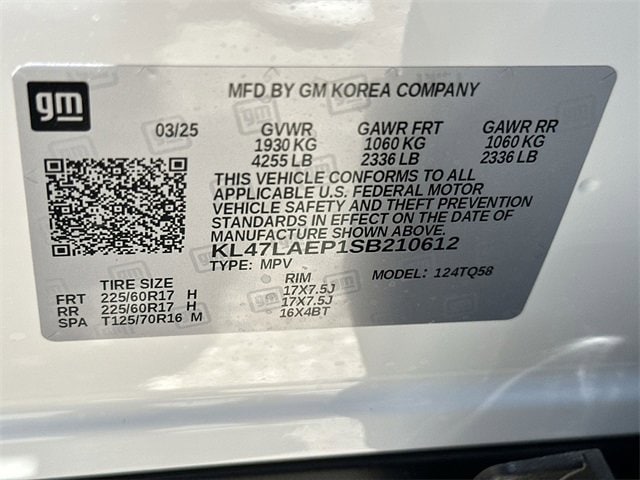 gm
MFD BY GM KOREA COMPANY
03/25 GVWR GAWR FRT GAWR RR
1930 KG 1060 KG 1060 KG
4255 LB 2336 LB 2336 LB
THIS VEHICLE CONFORMS TO ALL
APPLICABLE U.S. FEDERAL MOTOR
VEHICLE SAFETY AND THEFT PREVENTION
STANDARDS IN EFFECT ON THE DATE OF
MANUFACTURE SHOWN ABOVE.
KL47LAEP1SB210612
TYPE: MPV MODEL: 124TQ58
TIRE SIZE RIM
FRT 225/60R17 H 17X7.5J
RR 225/60R17 H 17X7.5J
SPA T125/70R16 M 16X4BT